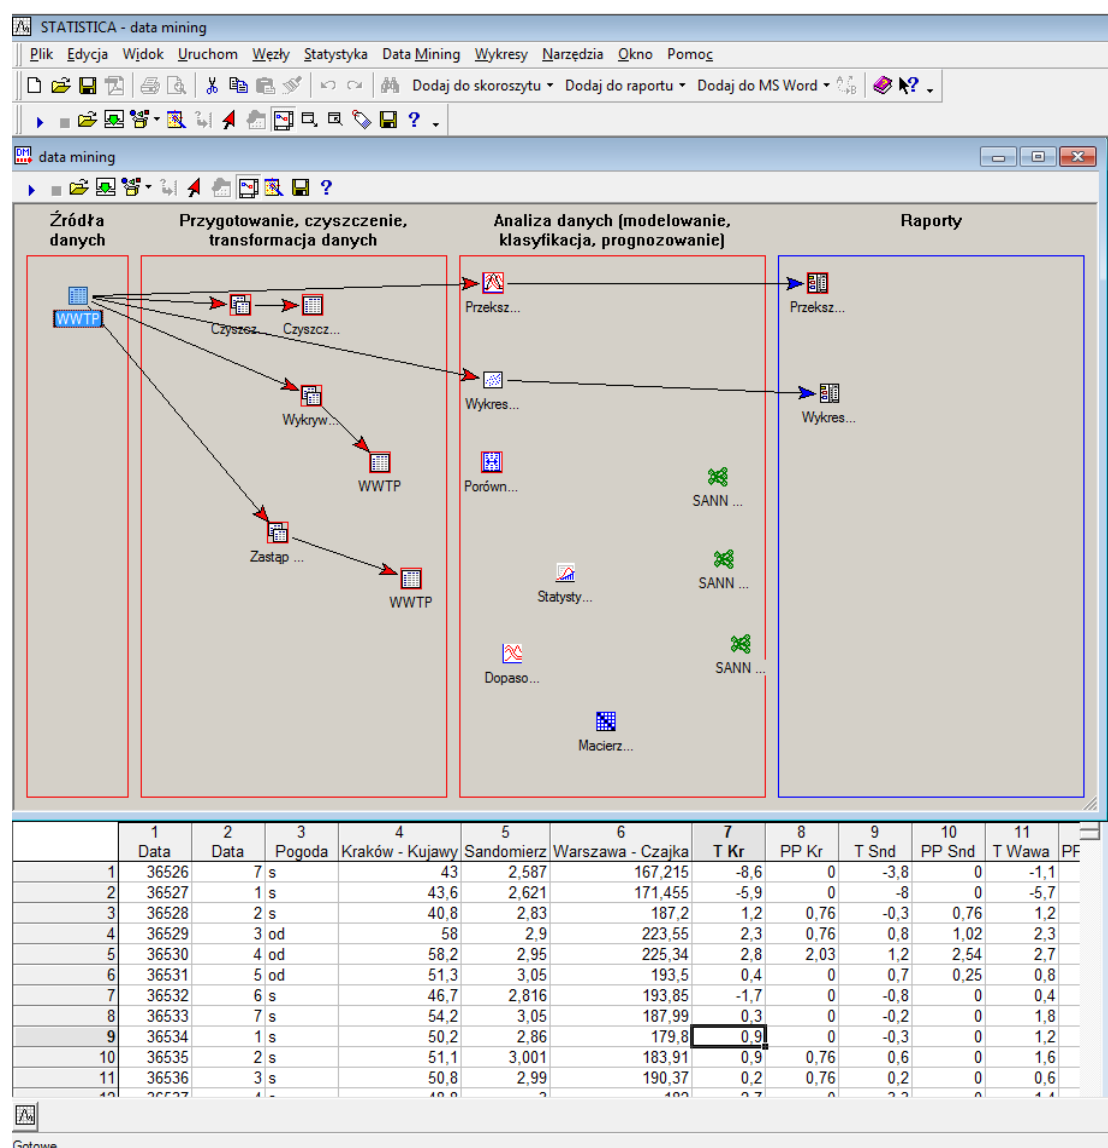 STATISTICA - data mining
Plik Edycja Widok Uruchom Węzły Statystyka Data Mining Wykresy Narzędzia Okno Pomoc
Dodaj do skoroszytu Dodaj do raportu Dodaj do MS Word
data mining
Źródła danych
Przygotowanie, czyszczenie, transformacja danych
Analiza danych (modelowanie, klasyfikacja, prognozowanie)
Raporty
WWTP
Czyszcz...
Czyszcz...
Przeksz...
Przeksz...
Wykryw...
WWTP
Wykres...
Wykres...
Porówn...
SANN ...
Zastąp ...
WWTP
Statysty...
SANN ...
Dopaso...
SANN ...
Macierz...
1 2 3 4 5 6 7 8 9 10 11
Data Data Pogoda Kraków - Kujawy Sandomierz Warszawa - Czajka T Kr PP Kr T Snd PP Snd T Wawa PF
1 36526 7 s 43 2,587 167,215 -8,6 0 -3,8 0 -1,1
2 36527 1 s 43,6 2,621 171,455 -5,9 0 -8 0 -5,7
3 36528 2 s 40,8 2,83 187,2 1,2 0,76 -0,3 0,76 1,2
4 36529 3 od 58 2,9 223,55 2,3 0,76 0,8 1,02 2,3
5 36530 4 od 58,2 2,95 225,34 2,8 2,03 1,2 2,54 2,7
6 36531 5 od 51,3 3,05 193,5 0,4 0 0,7 0,25 0,8
7 36532 6 s 46,7 2,816 193,85 -1,7 0 -0,8 0 0,4
8 36533 7 s 54,2 3,05 187,99 0,3 0 -0,2 0 1,8
9 36534 1 s 50,2 2,86 179,8 0,9 0 -0,3 0 1,2
10 36535 2 s 51,1 3,001 183,91 0,9 0,76 0,6 0 1,6
11 36536 3 s 50,8 2,99 190,37 0,2 0,76 0,2 0 0,6
Gotowe